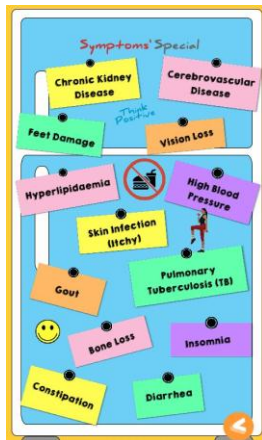 Symptoms' Special
Chronic Kidney
Disease
Cerebrovascular
Disease
Think
Positive
Feet Damage
Vision Loss
Hyperlipidaemia
High Blood
Pressure
Skin Infection
(Itchy)
Pulmonary
Tuberculosis (TB)
Gout
Bone Loss
Insomnia
Constipation
Diarrhea